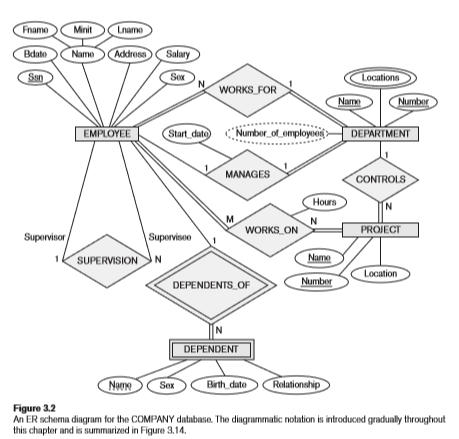 Fname Minit Lname
Bdate Name Address Salary
Ssn Sex N WORKS_FOR 1 Locations
Name Number
EMPLOYEE Start_date Number_of_employees DEPARTMENT
1 MANAGES 1 1
CONTROLS
Hours
M N N
WORKS_ON PROJECT
Supervisor Supervisee 1 Name
1 SUPERVISION N Number Location
DEPENDENTS_OF
N
DEPENDENT
Name Sex Birth_date Relationship
Figure 3.2
An ER schema diagram for the COMPANY database. The diagrammatic notation is introduced gradually throughout
this chapter and is summarized in Figure 3.14.